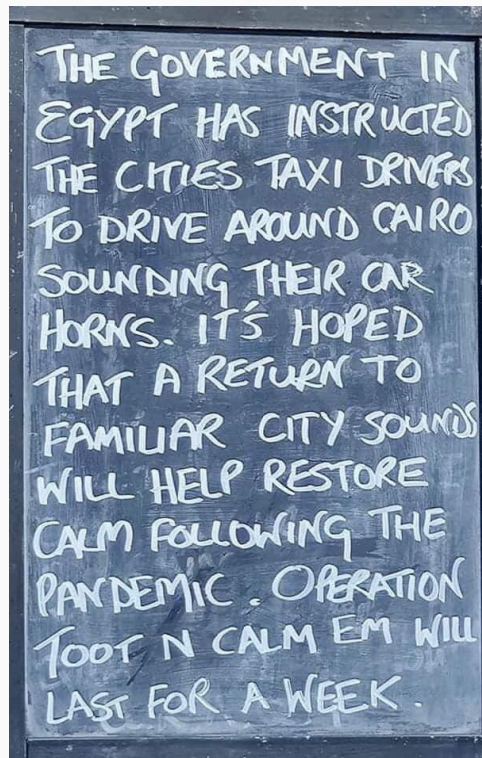 THE GOVERNMENT IN
EGYPT HAS INSTRUCTED
THE CITIES TAXI DRIVERS
TO DRIVE AROUND CAIRO
SOUNDING THEIR CAR
HORNS. IT'S HOPED
THAT A RETURN TO
FAMILIAR CITY SOUNDS
WILL HELP RESTORE
CALM FOLLOWING THE
PANDEMIC. OPERATION
TOOT N CALM EM WILL
LAST FOR A WEEK.